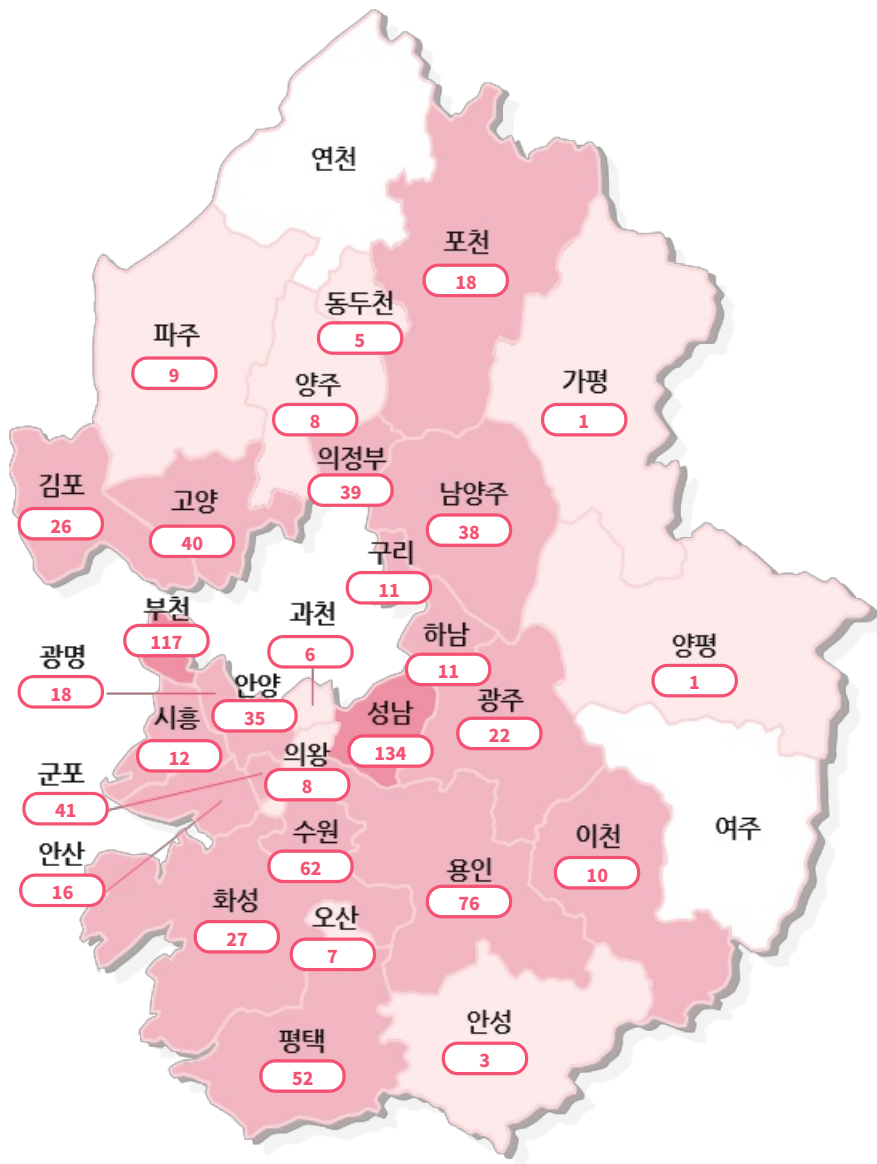 연천
포천
18
동두천
5
파주
9
양주
8
가평
1
의정부
39
김포
26
고양
40
남양주
38
구리
11
부천
117
과천
6
하남
11
광명
18
안양
35
양평
1
시흥
12
성남
134
광주
22
의왕
8
군포
41
수원
62
이천
10
여주
안산
16
용인
76
화성
27
오산
7
안성
3
평택
52